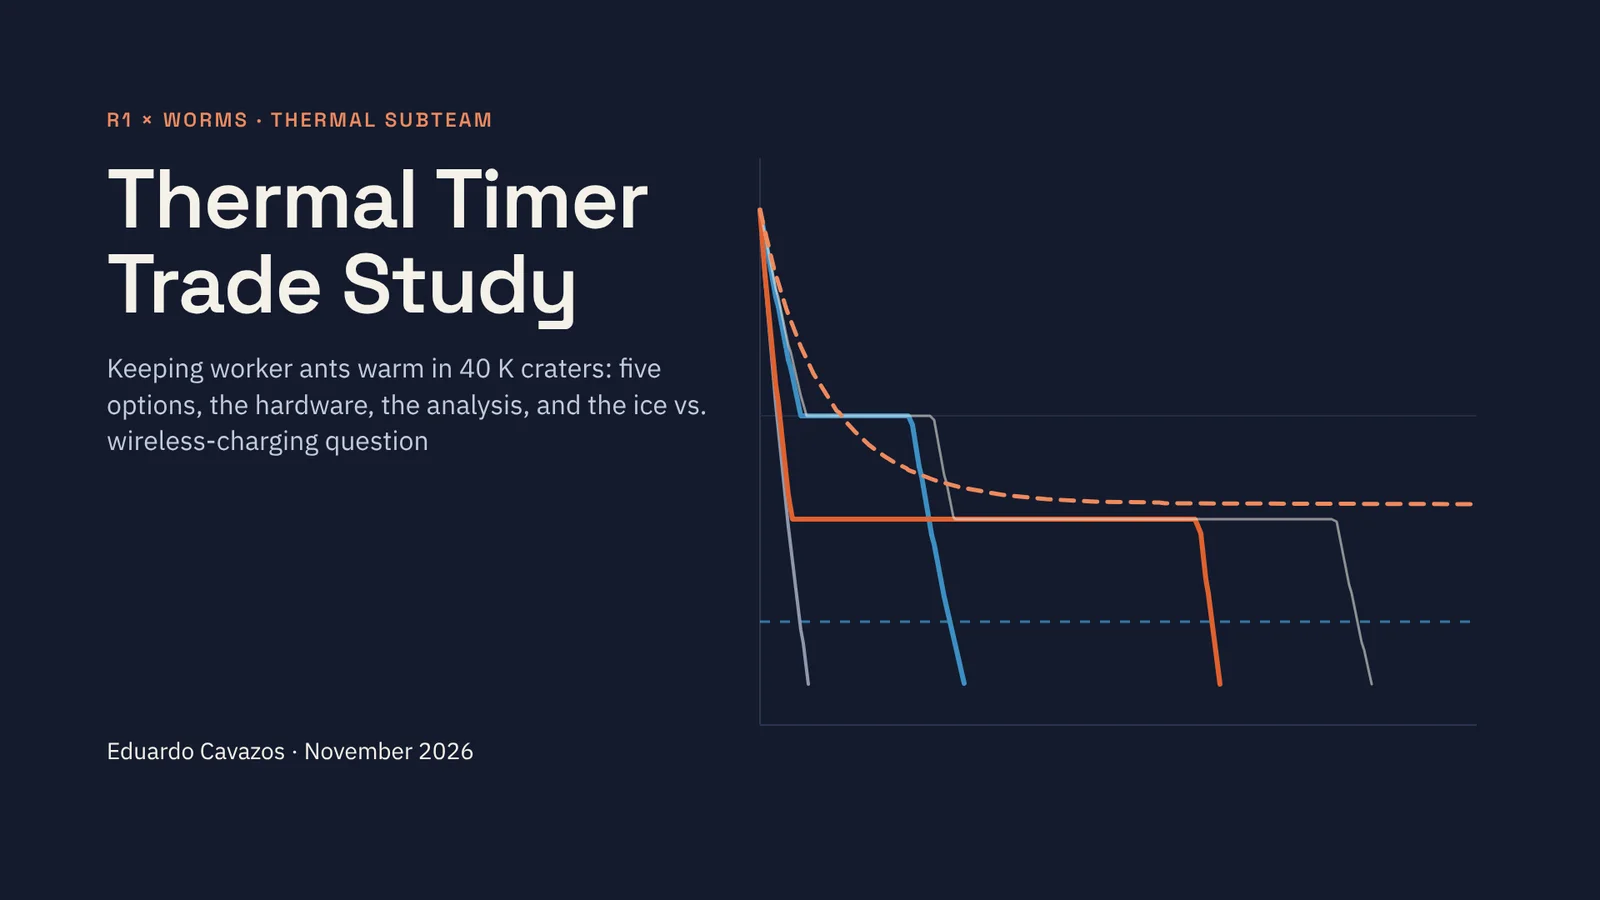 R1 × WORMS · THERMAL SUBTEAM
Thermal Timer
Trade Study
Keeping worker ants warm in 40 K craters: five
options, the hardware, the analysis, and the ice vs.
wireless-charging question
Eduardo Cavazos · November 2026